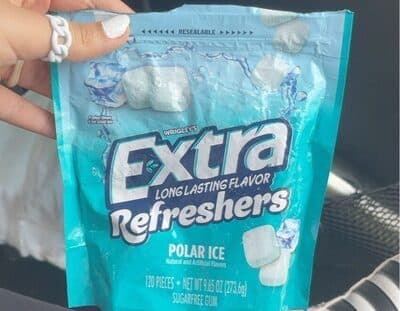 RESEALABLE
WRIGLEY'S
Extra
LONG LASTING FLAVOR
Refreshers
POLAR ICE
Natural and Artificial Flavors
120 PIECES • NET WT 9.65 OZ (273.6g)
SUGARFREE GUM